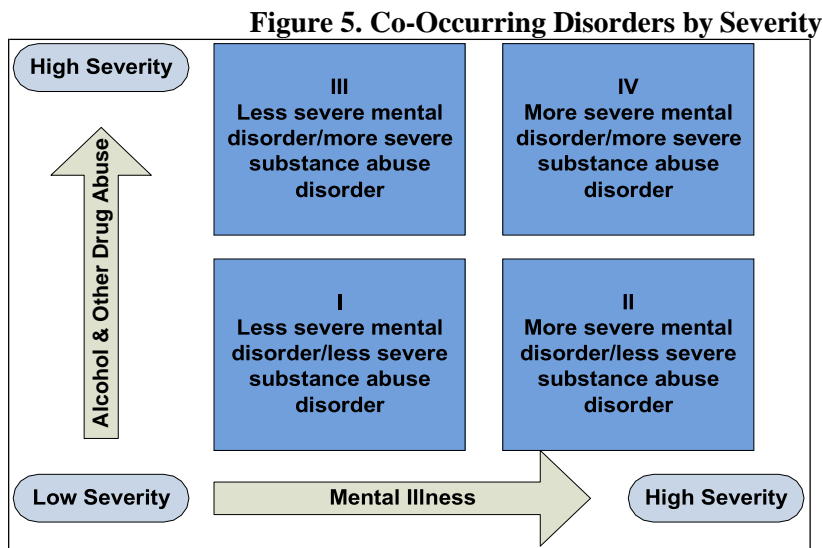 Figure 5. Co-Occurring Disorders by Severity
High Severity
III
Less severe mental
disorder/more severe
substance abuse
disorder
IV
More severe mental
disorder/more severe
substance abuse
disorder
Alcohol & Other Drug Abuse
I
Less severe mental
disorder/less severe
substance abuse
disorder
II
More severe mental
disorder/less severe
substance abuse
disorder
Low Severity
Mental Illness
High Severity